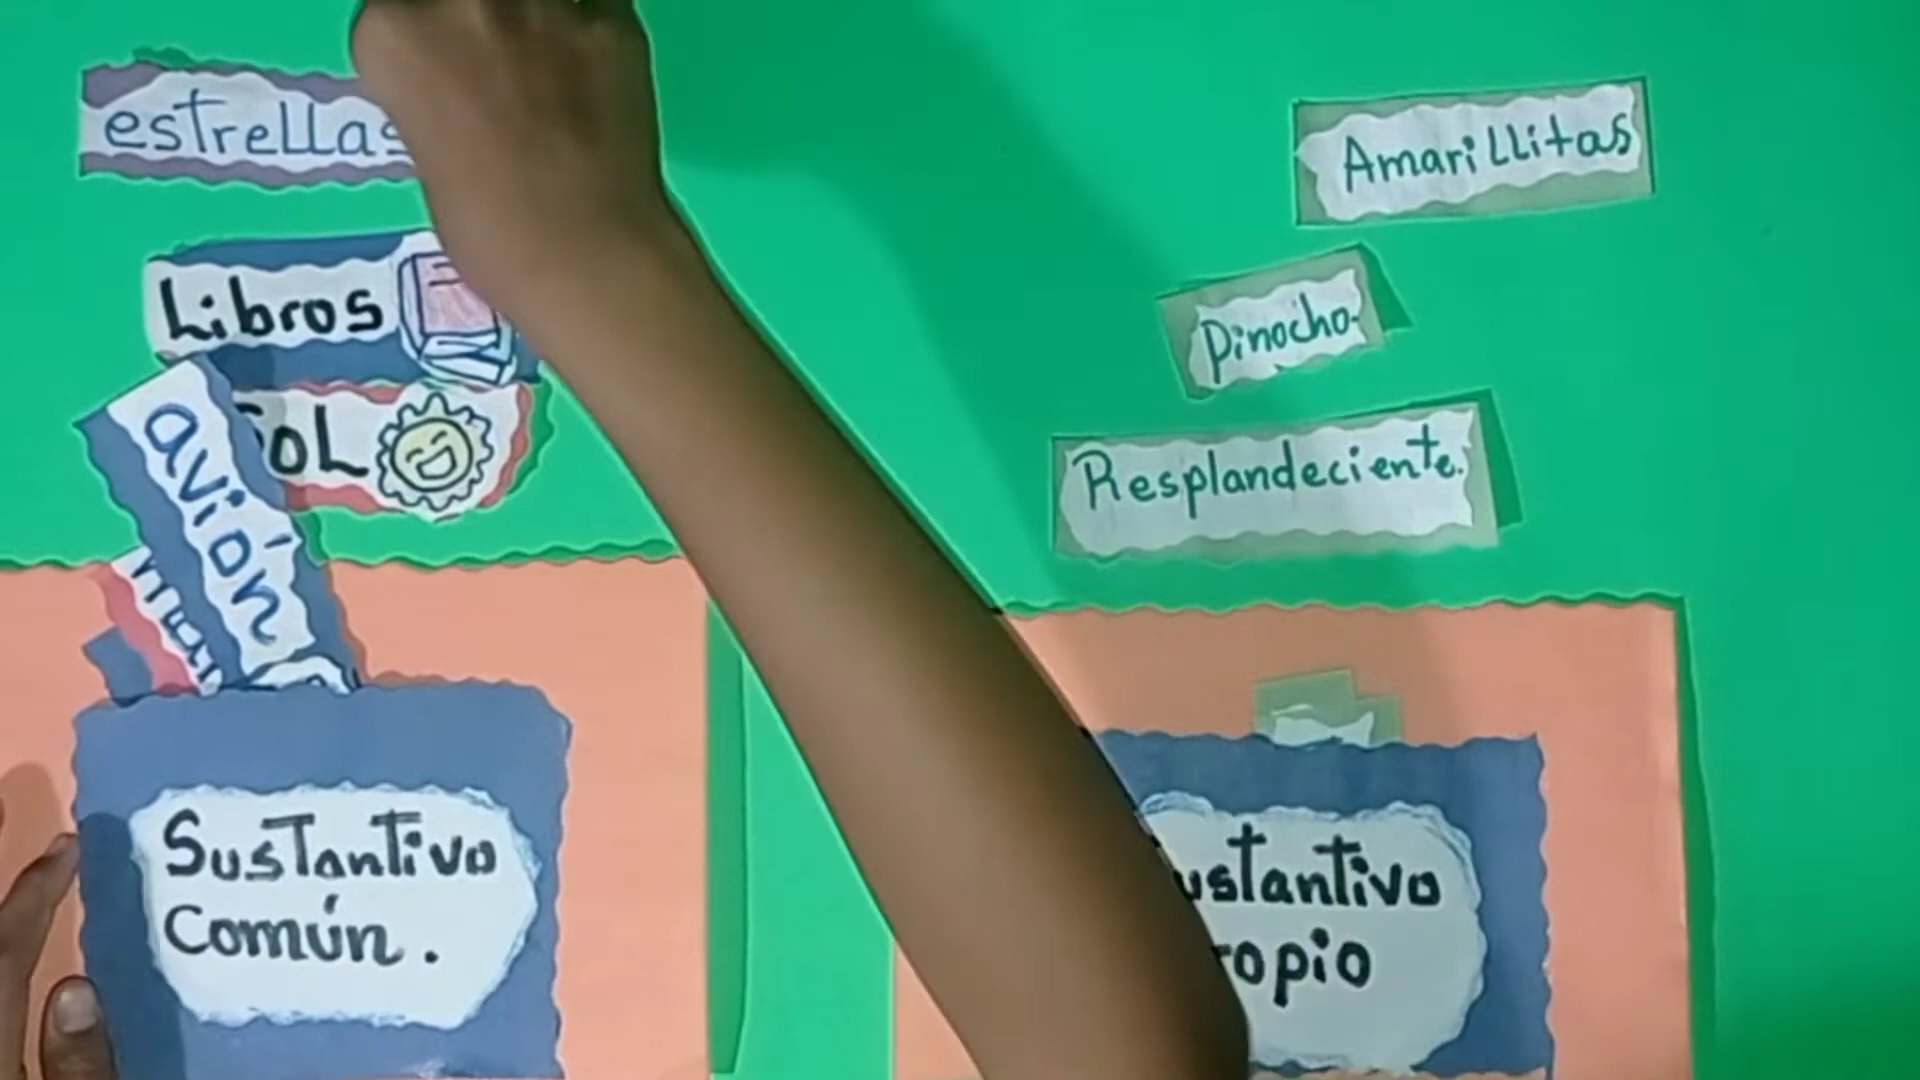 estrellas
Libros
SoL
avión
Sustantivo
Común.
Amarillitas
Pinocho.
Resplandeciente.
ustantivo
ropio